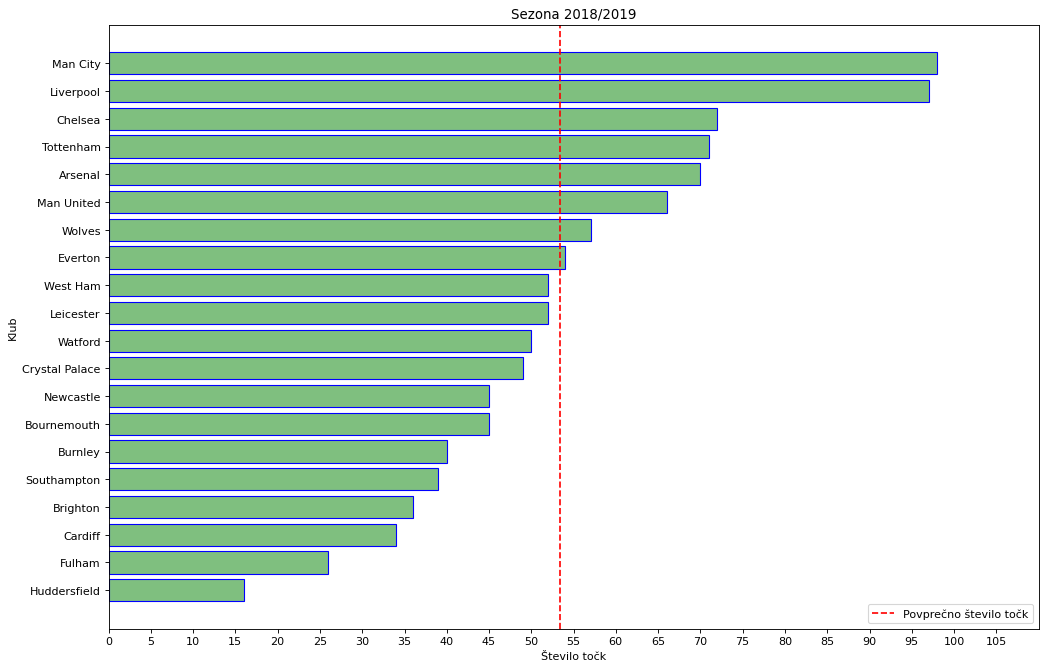 Sezona 2018/2019
Klub
Man City
Liverpool
Chelsea
Tottenham
Arsenal
Man United
Wolves
Everton
West Ham
Leicester
Watford
Crystal Palace
Newcastle
Bournemouth
Burnley
Southampton
Brighton
Cardiff
Fulham
Huddersfield
Povprečno število točk
0 5 10 15 20 25 30 35 40 45 50 55 60 65 70 75 80 85 90 95 100 105
Število točk